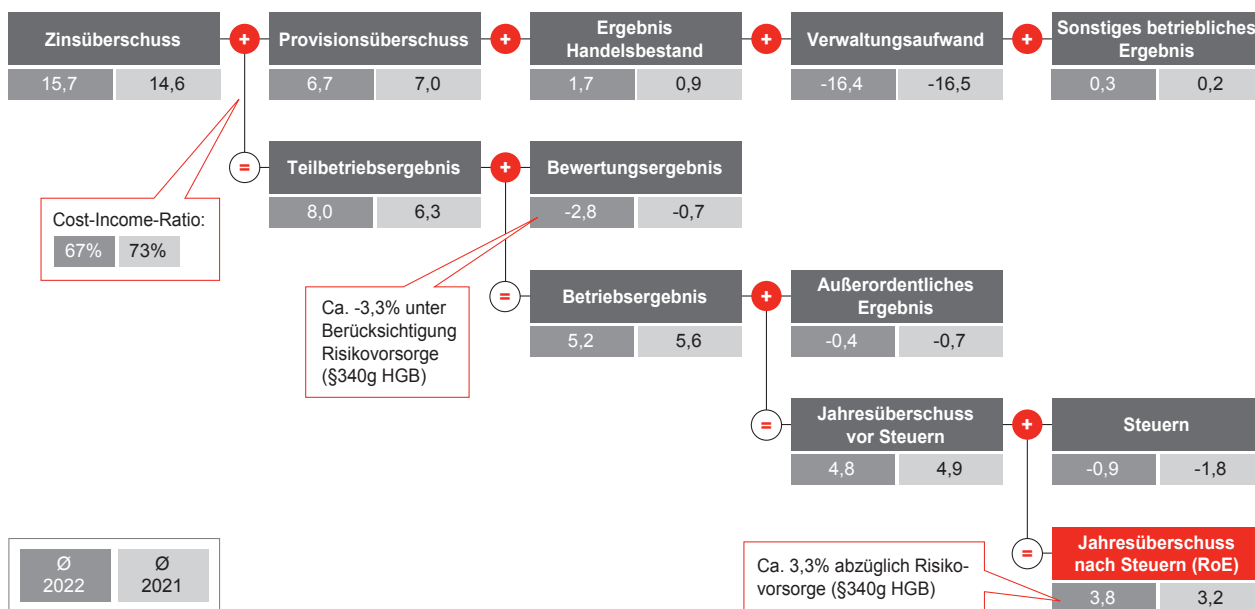 Zinsüberschuss
+
Provisionsüberschuss
+
Ergebnis
Handelsbestand
+
Verwaltungsaufwand
+
Sonstiges betriebliches
Ergebnis
15,7 14,6
6,7 7,0
1,7 0,9
-16,4 -16,5
0,3 0,2
=
Teilbetriebsergebnis
+
Bewertungsergebnis
8,0 6,3
-2,8 -0,7
Cost-Income-Ratio:
67% 73%
Ca. -3,3% unter
Berücksichtigung
Risikovorsorge
(§340g HGB)
=
Betriebsergebnis
+
Außerordentliches
Ergebnis
5,2 5,6
-0,4 -0,7
=
Jahresüberschuss
vor Steuern
+
Steuern
4,8 4,9
-0,9 -1,8
Ø
2022
Ø
2021
Ca. 3,3% abzüglich Risiko-
vorsorge (§340g HGB)
=
Jahresüberschuss
nach Steuern (RoE)
3,8 3,2